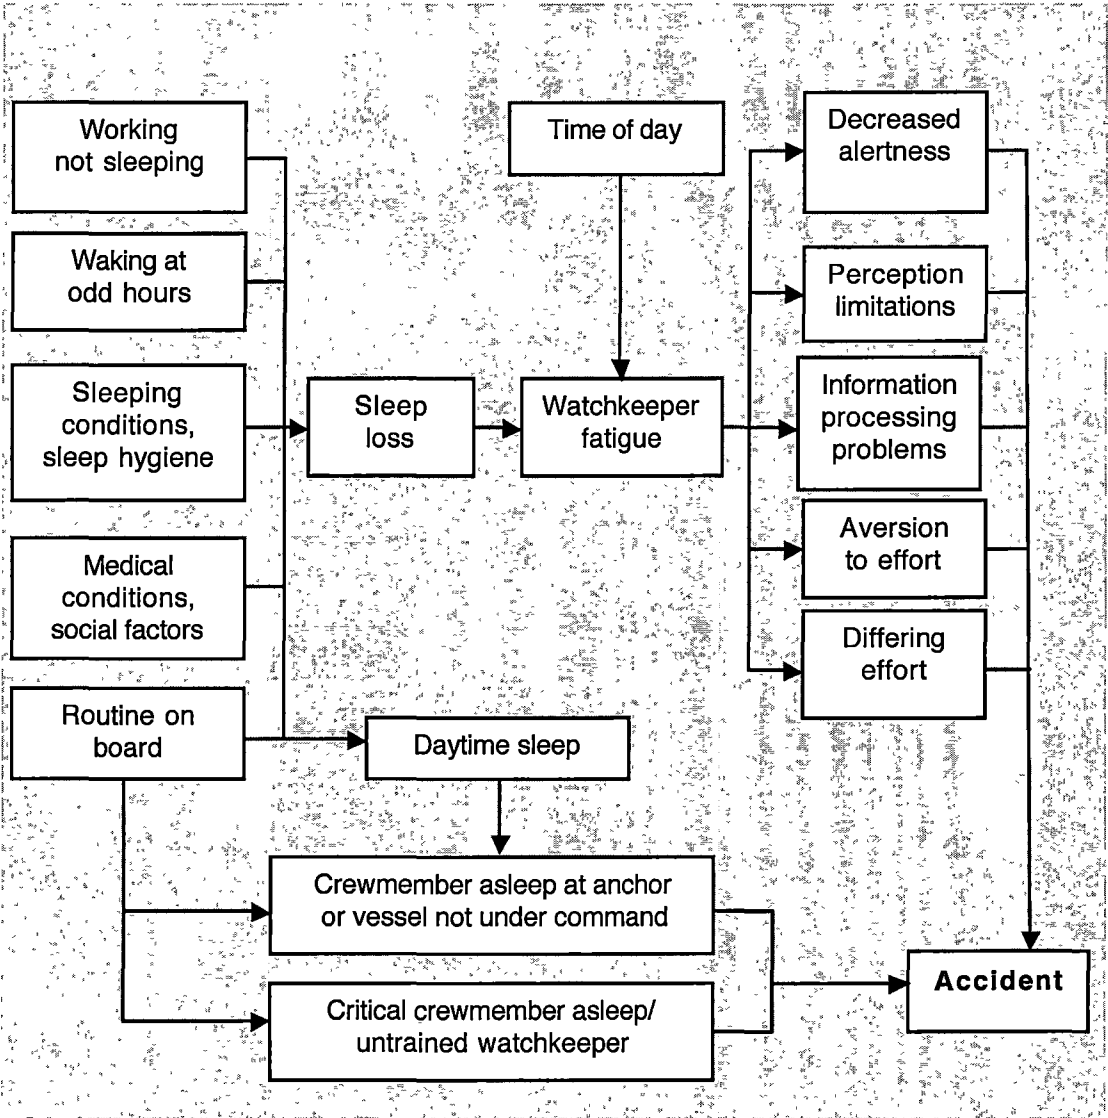 Working
not sleeping
Waking at
odd hours
Sleeping
conditions,
sleep hygiene
Medical
conditions,
social factors
Routine on
board
Sleep
loss
Time of day
Watchkeeper
fatigue
Decreased
alertness
Perception
limitations
Information
processing
problems
Aversion
to effort
Differing
effort
Daytime sleep
Crewmember asleep at anchor
or vessel not under command
Critical crewmember asleep/
untrained watchkeeper
Accident